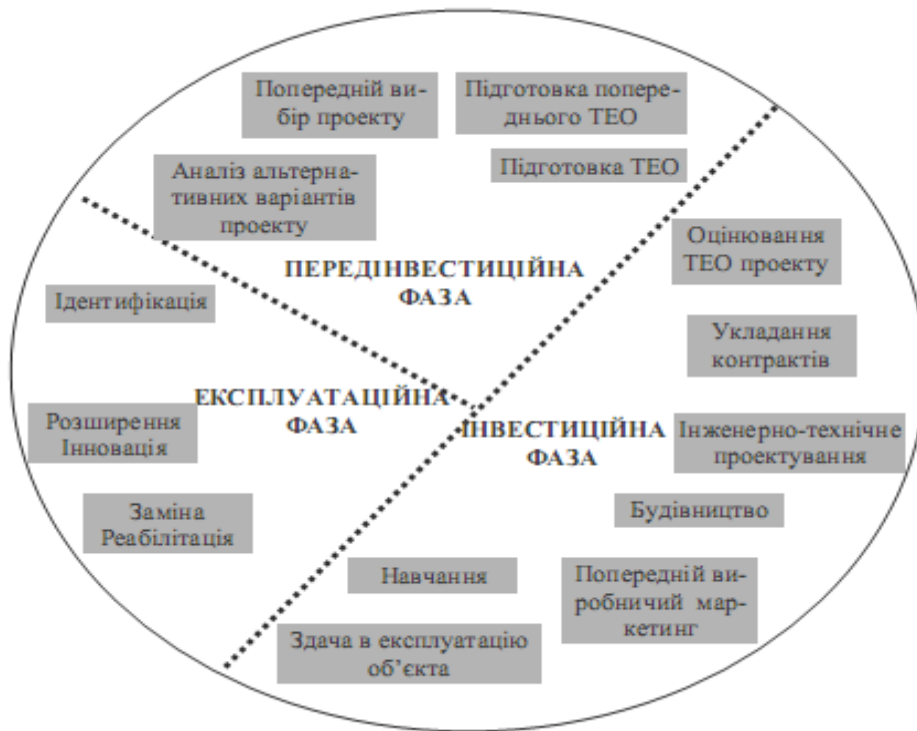 Попередній ви-
бір проекту
Підготовка попере-
днього ТЕО
Підготовка ТЕО
Аналіз альтерна-
тивних варіантів
проекту
ПЕРЕДІНВЕСТИЦІЙНА
ФАЗА
Оцінювання
ТЕО проекту
Укладання
контрактів
Ідентифікація
ЕКСПЛУАТАЦІЙНА
ФАЗА
ІНВЕСТИЦІЙНА
ФАЗА
Розширення
Інновація
Інженерно-технічне
проектування
Заміна
Реабілітація
Будівництво
Навчання
Попередній ви-
робничий мар-
кетинг
Здача в експлуатацію
об’єкта